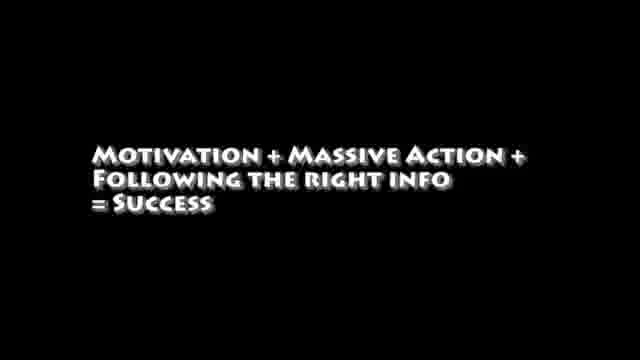 Motivation + Massive Action +
Following the right info
= Success